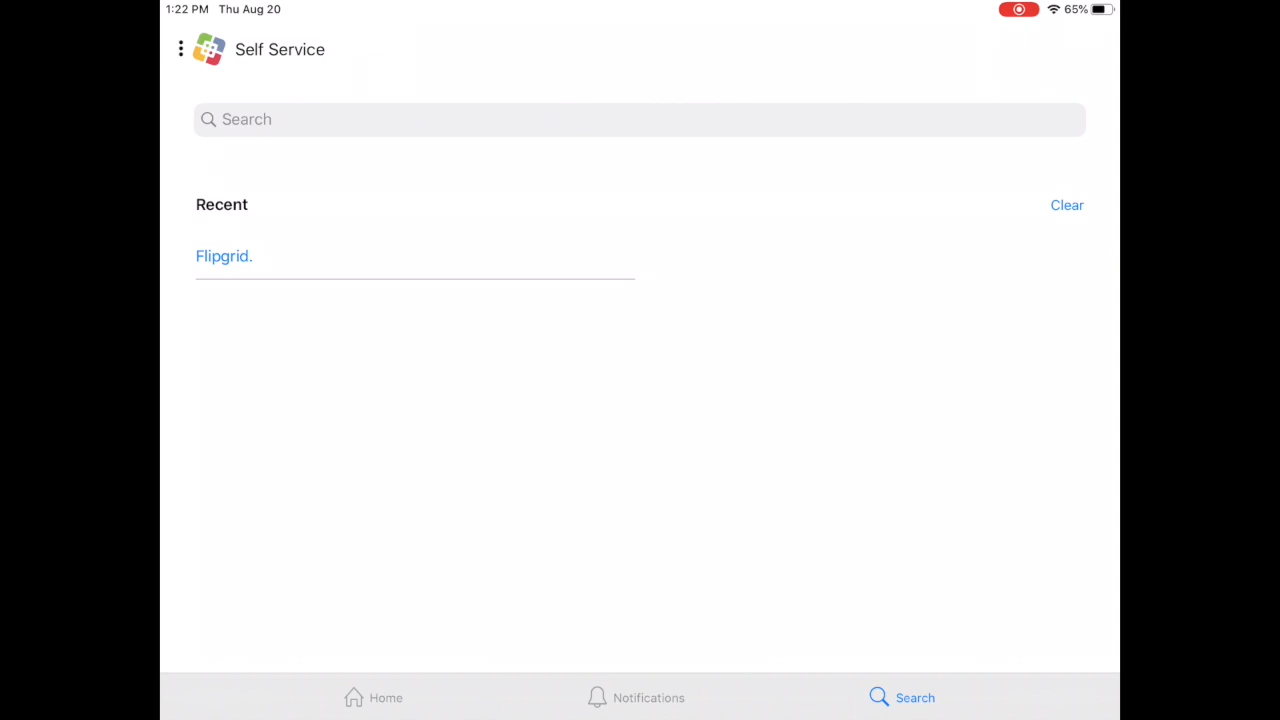 1:22 PM Thu Aug 20 65%
Self Service
Search
Recent Clear
Flipgrid.
Home Notifications Search